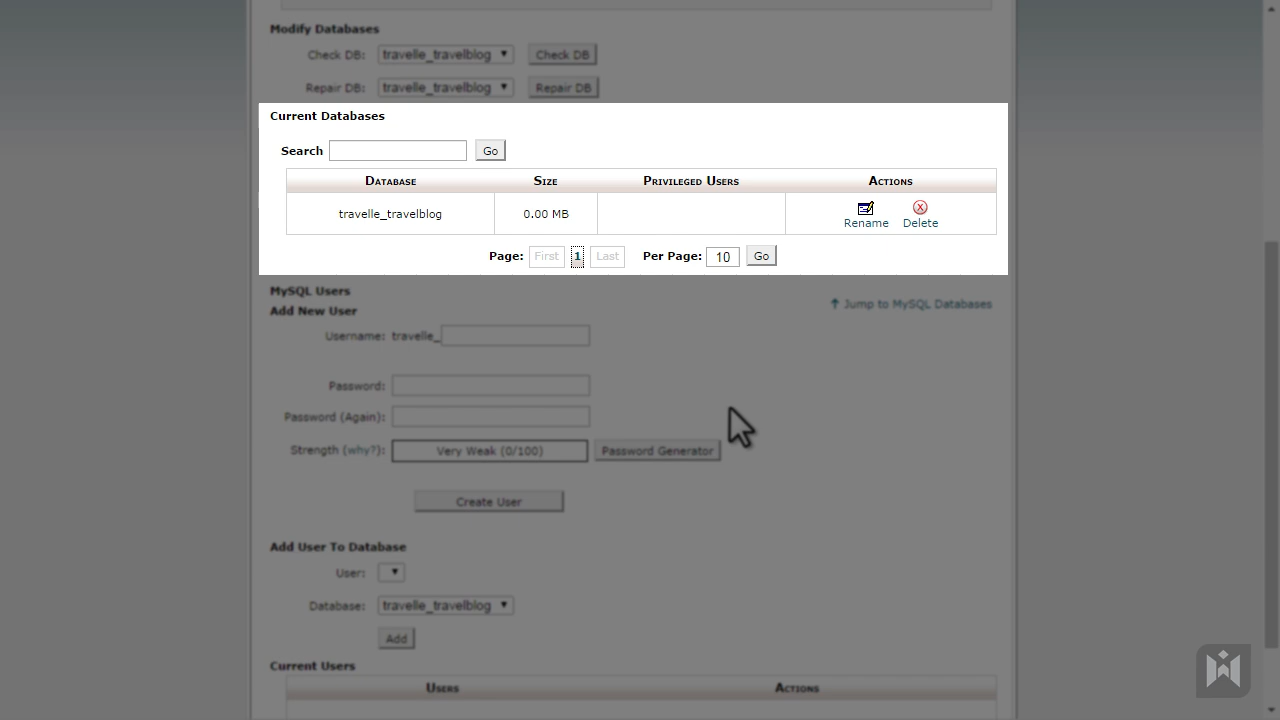 Modify Databases
Check DB: travelle_travelblog Check DB
Repair DB: travelle_travelblog Repair DB
Current Databases
Search Go
Database Size Privileged Users Actions
travelle_travelblog 0.00 MB Rename Delete
Page: First 1 Last Per Page: 10 Go
MySQL Users
Jump to MySQL Databases
Add New User
Username: travelle_
Password:
Password (Again):
Strength (why?): Very Weak (0/100) Password Generator
Create User
Add User To Database
User:
Database: travelle_travelblog
Add
Current Users
Users Actions